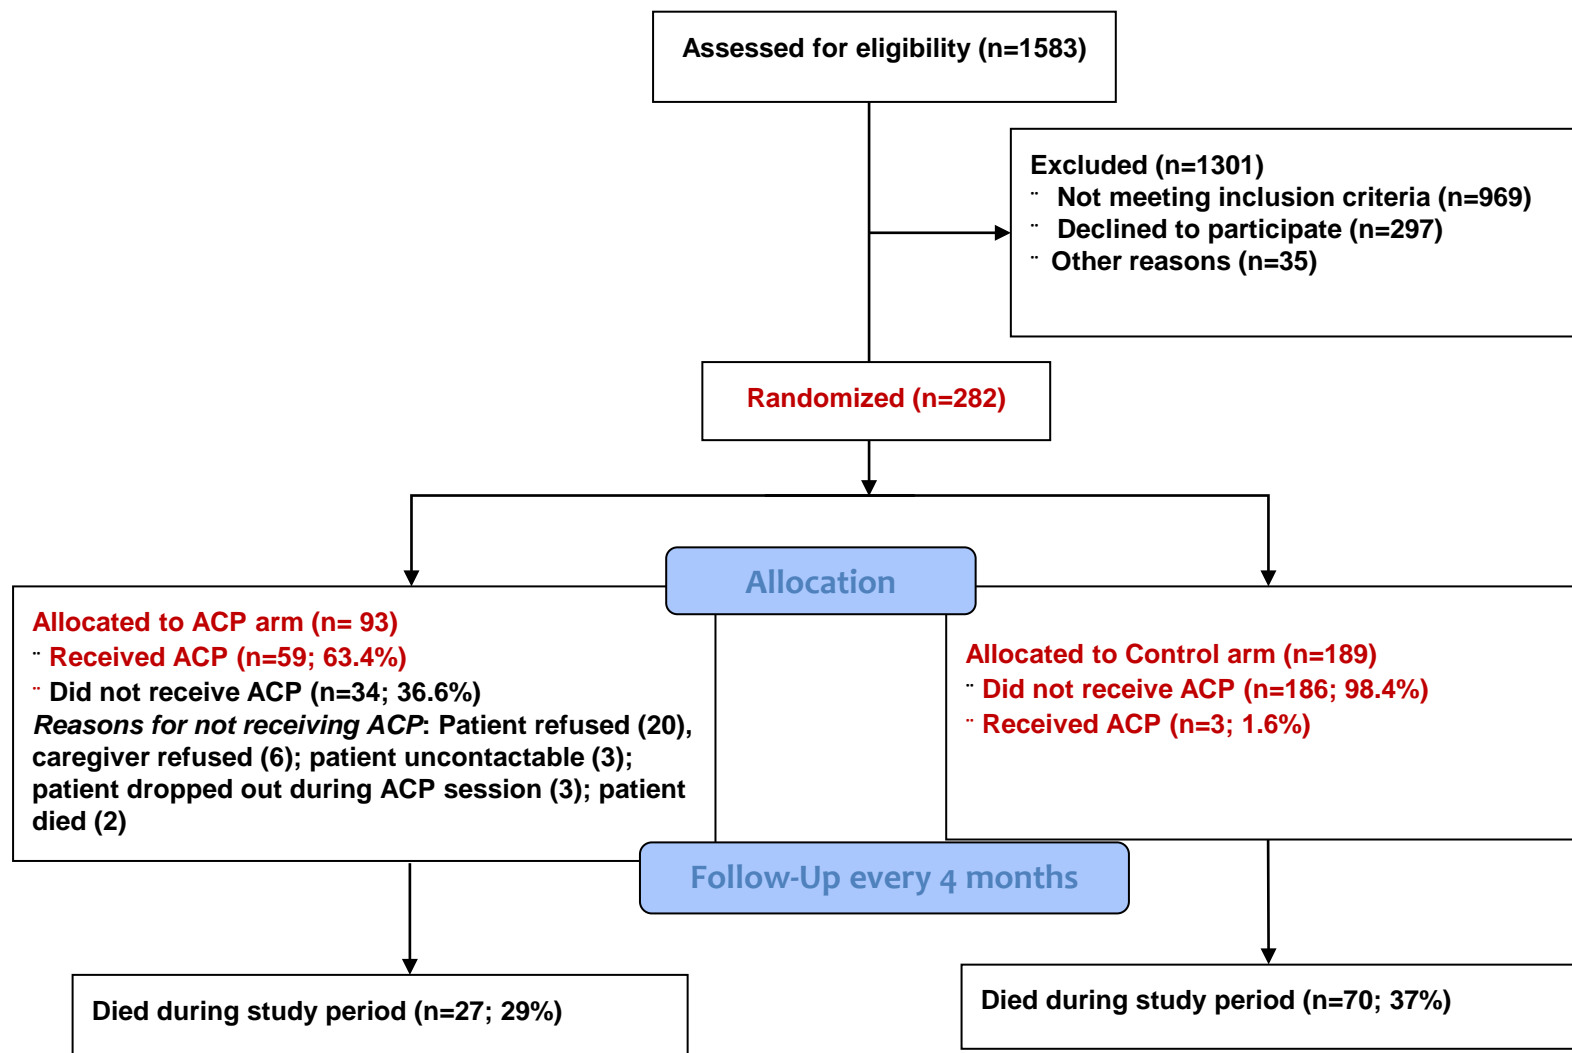 Assessed for eligibility (n=1583)
Excluded (n=1301)
¨ Not meeting inclusion criteria (n=969)
¨ Declined to participate (n=297)
¨ Other reasons (n=35)
Randomized (n=282)
Allocation
Allocated to ACP arm (n= 93)
¨ Received ACP (n=59; 63.4%)
¨ Did not receive ACP (n=34; 36.6%)
Reasons for not receiving ACP: Patient refused (20),
caregiver refused (6); patient uncontactable (3);
patient dropped out during ACP session (3); patient
died (2)
Allocated to Control arm (n=189)
¨ Did not receive ACP (n=186; 98.4%)
¨ Received ACP (n=3; 1.6%)
Follow-Up every 4 months
Died during study period (n=27; 29%)
Died during study period (n=70; 37%)